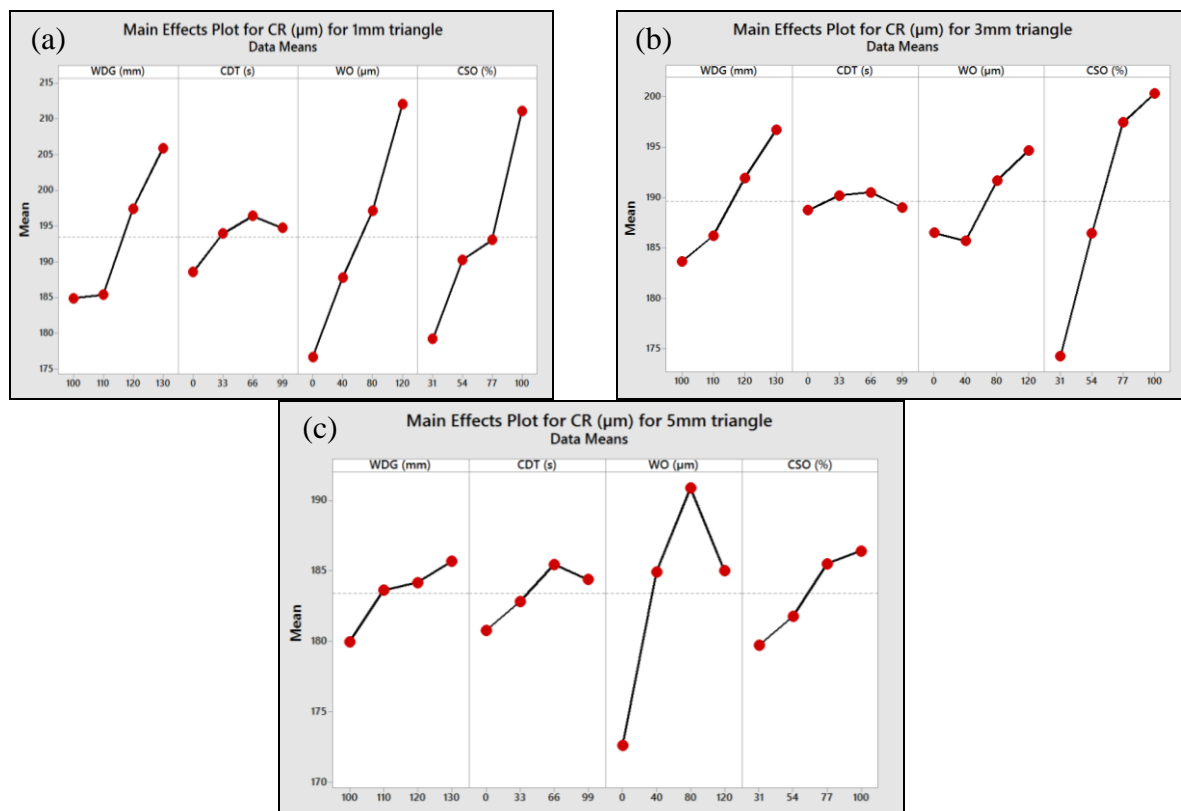 (a)
Main Effects Plot for CR (µm) for 1mm triangle
Data Means
WDG (mm) CDT (s) WO (µm) CSO (%)
Mean
215
210
205
200
195
190
185
180
175
100 110 120 130 0 33 66 99 0 40 80 120 31 54 77 100
(b)
Main Effects Plot for CR (µm) for 3mm triangle
Data Means
WDG (mm) CDT (s) WO (µm) CSO (%)
Mean
200
195
190
185
180
175
100 110 120 130 0 33 66 99 0 40 80 120 31 54 77 100
(c)
Main Effects Plot for CR (µm) for 5mm triangle
Data Means
WDG (mm) CDT (s) WO (µm) CSO (%)
Mean
190
185
180
175
170
100 110 120 130 0 33 66 99 0 40 80 120 31 54 77 100